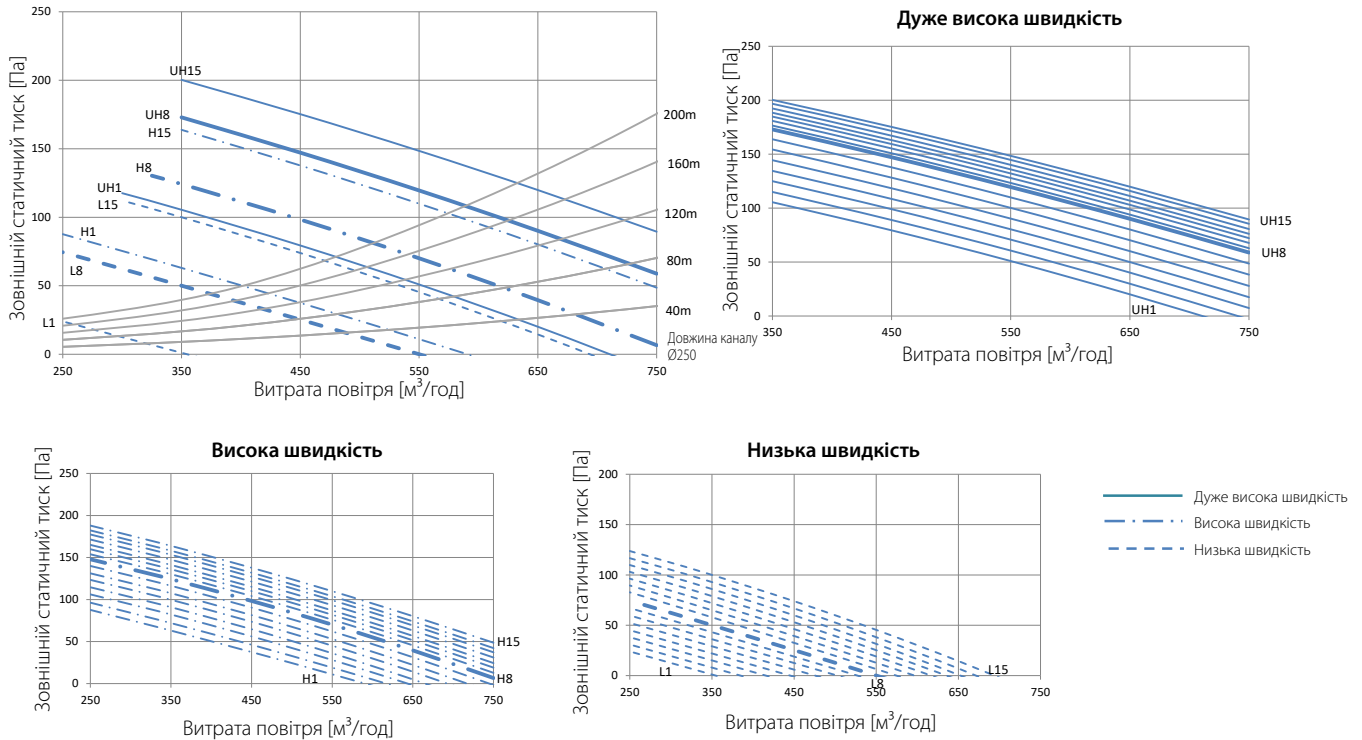 250
200
150
100
50
0
250
350
450
550
650
750
Зовнішній статичний тиск [Па]
Витрата повітря [м³/год]
UH15
UH8
H15
H8
UH1
L15
H1
L8
L1
200m
160m
120m
80m
40m
Довжина каналу
Ø250
Дуже висока швидкість
250
200
150
100
50
0
350
450
550
650
750
Зовнішній статичний тиск [Па]
Витрата повітря [м³/год]
UH15
UH8
UH1
Висока швидкість
250
200
150
100
50
0
250
350
450
550
650
750
Зовнішній статичний тиск [Па]
Витрата повітря [м³/год]
H15
H8
H1
Низька швидкість
200
150
100
50
0
250
350
450
550
650
750
Зовнішній статичний тиск [Па]
Витрата повітря [м³/год]
L1
L8
L15
Дуже висока швидкість
Висока швидкість
Низька швидкість